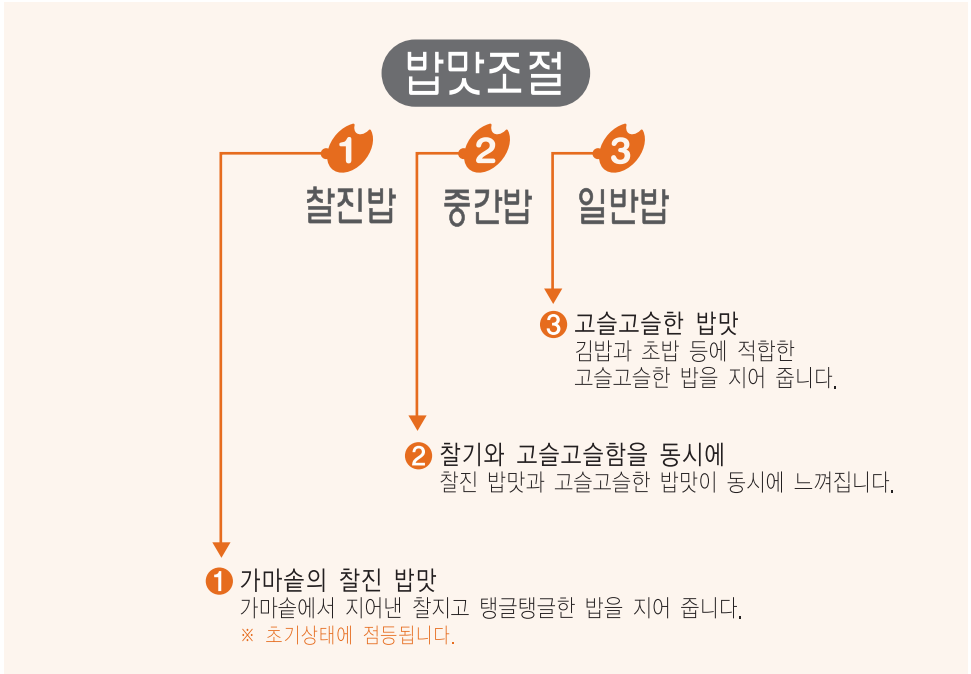 밥맛조절
1 2 3
찰진밥 중간밥 일반밥
3 고슬고슬한 밥맛
김밥과 초밥 등에 적합한
고슬고슬한 밥을 지어 줍니다.
2 찰기와 고슬고슬함을 동시에
찰진 밥맛과 고슬고슬한 밥맛이 동시에 느껴집니다.
1 가마솥의 찰진 밥맛
가마솥에서 지어낸 찰지고 탱글탱글한 밥을 지어 줍니다.
※ 초기상태에 점등됩니다.